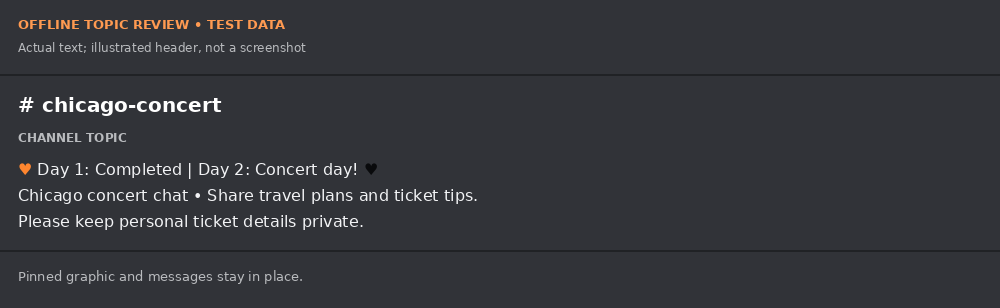 OFFLINE TOPIC REVIEW • TEST DATA
Actual text; illustrated header, not a screenshot
# chicago-concert
CHANNEL TOPIC
🧡 Day 1: Completed | Day 2: Concert day! 🖤
Chicago concert chat • Share travel plans and ticket tips.
Please keep personal ticket details private.
Pinned graphic and messages stay in place.